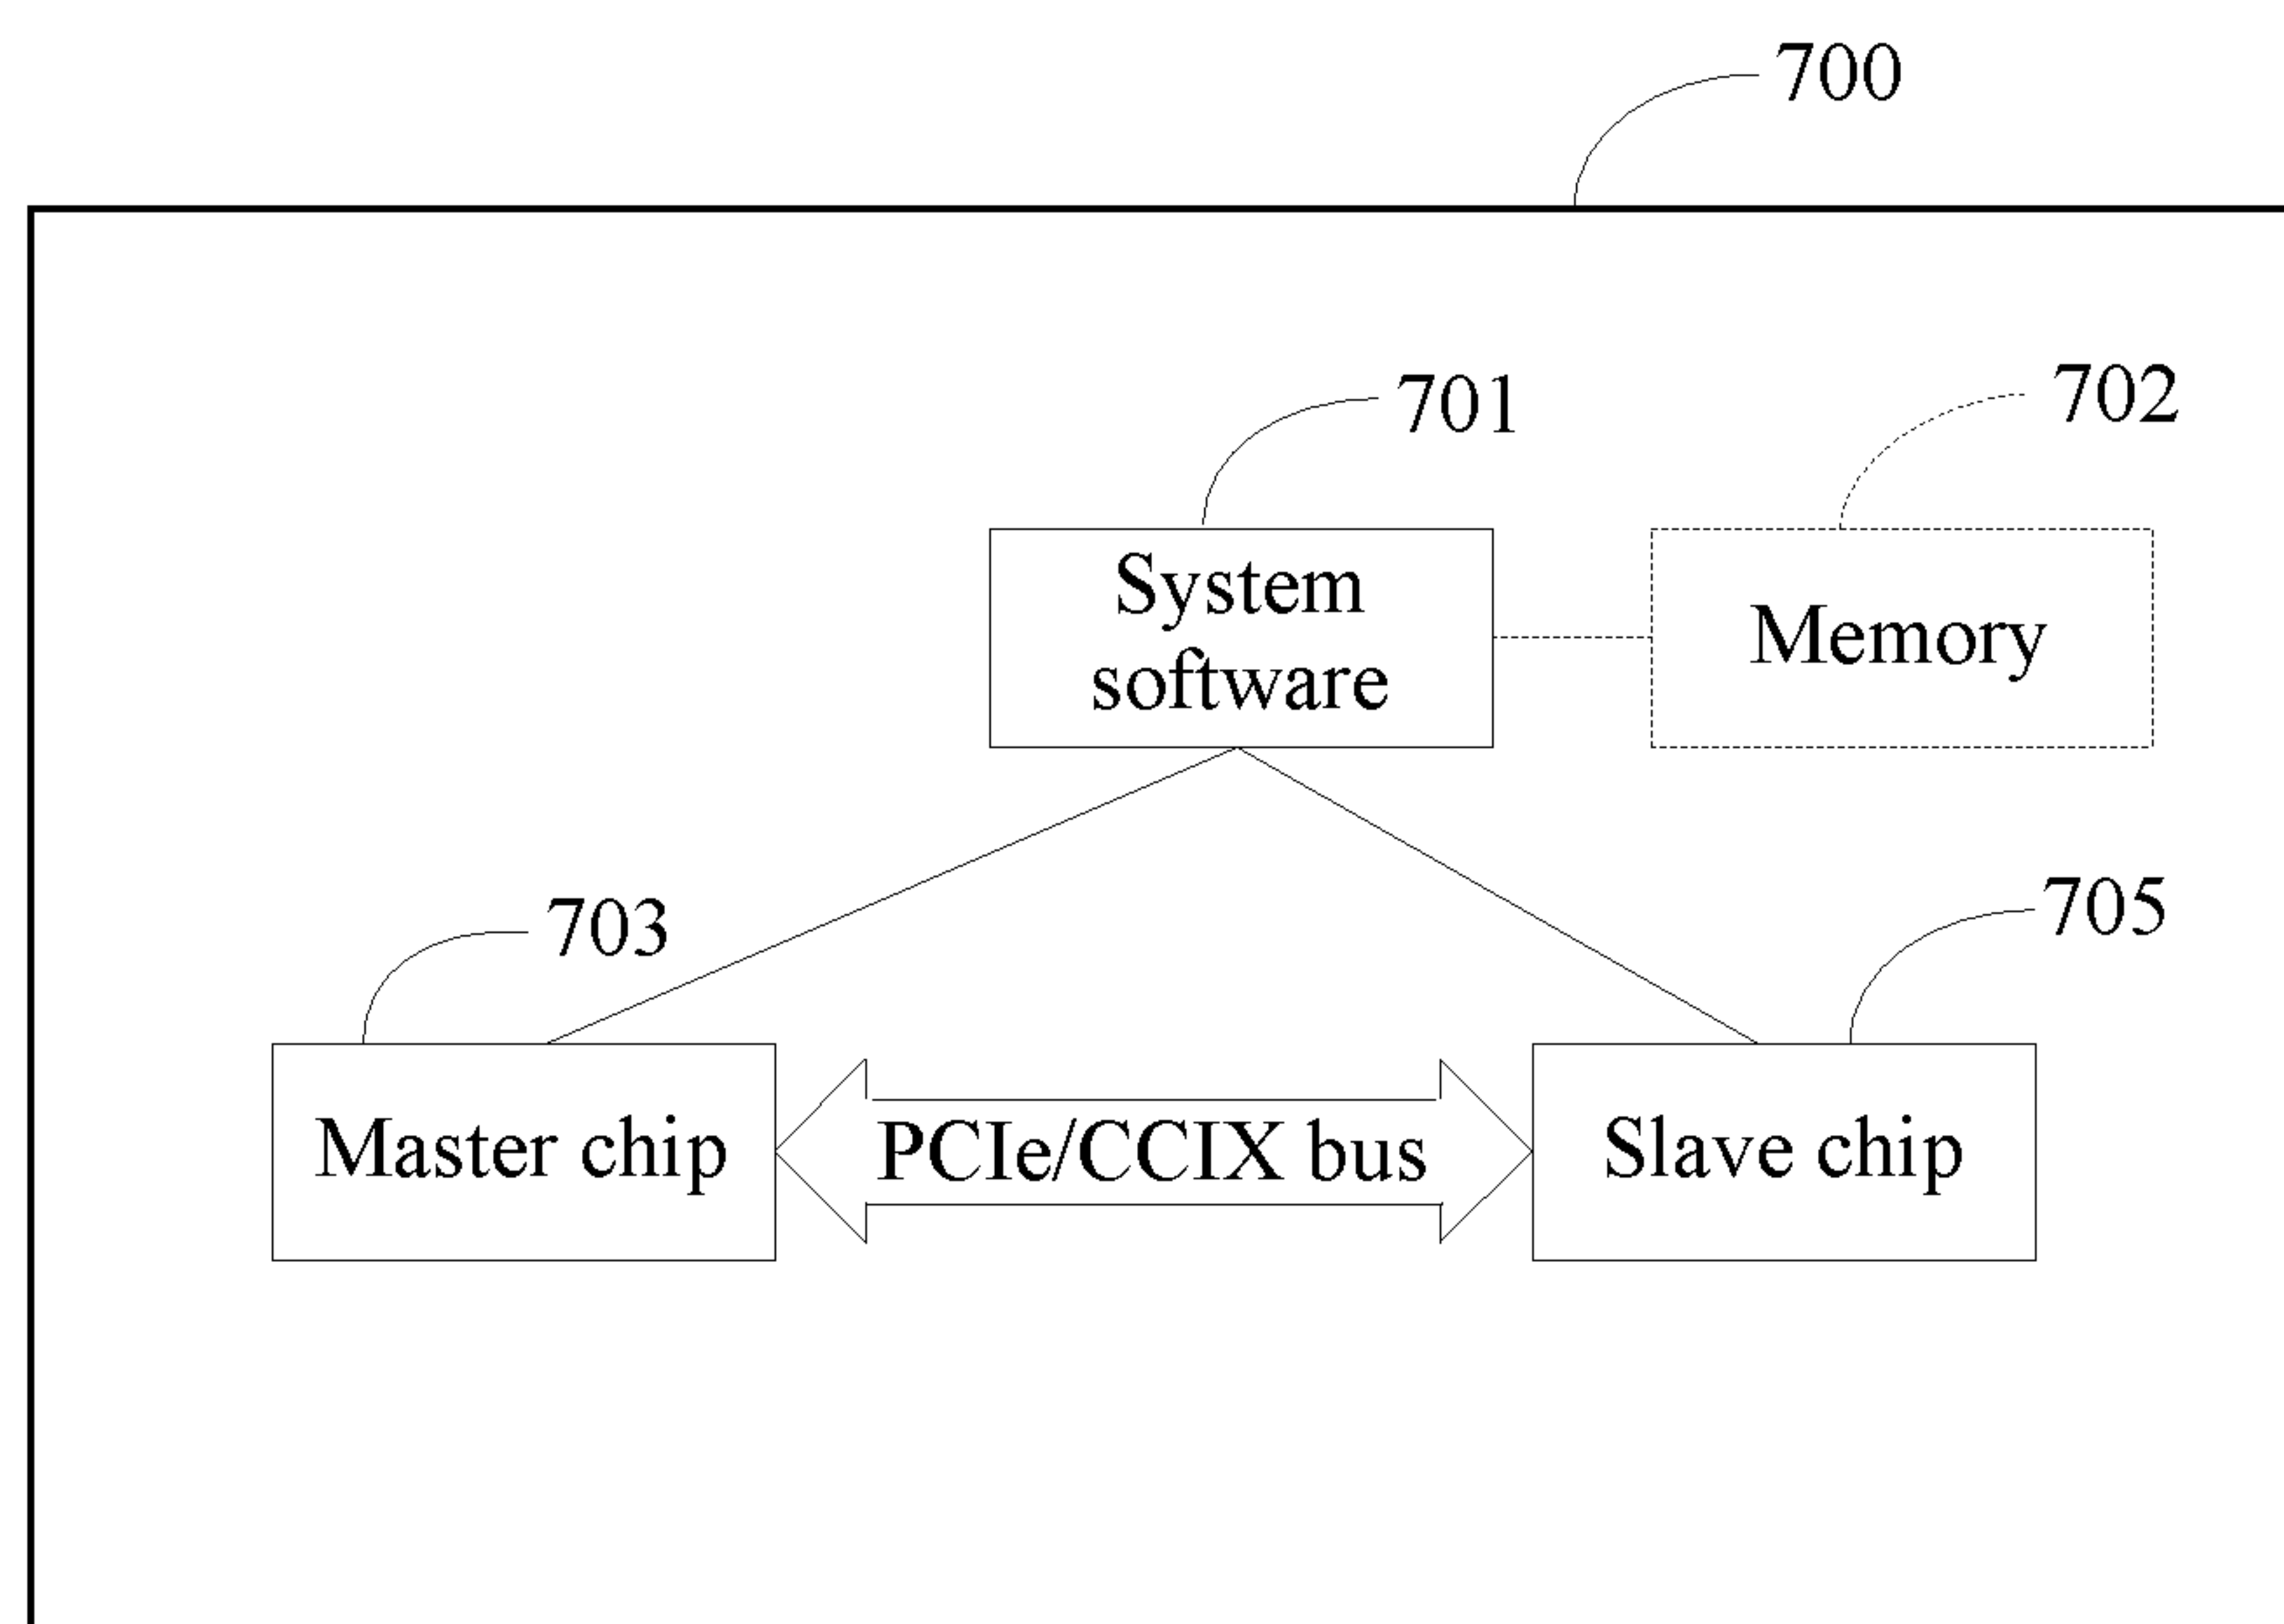 700
701
702
System
software
Memory
703
705
Master chip
PCIe/CCIX bus
Slave chip